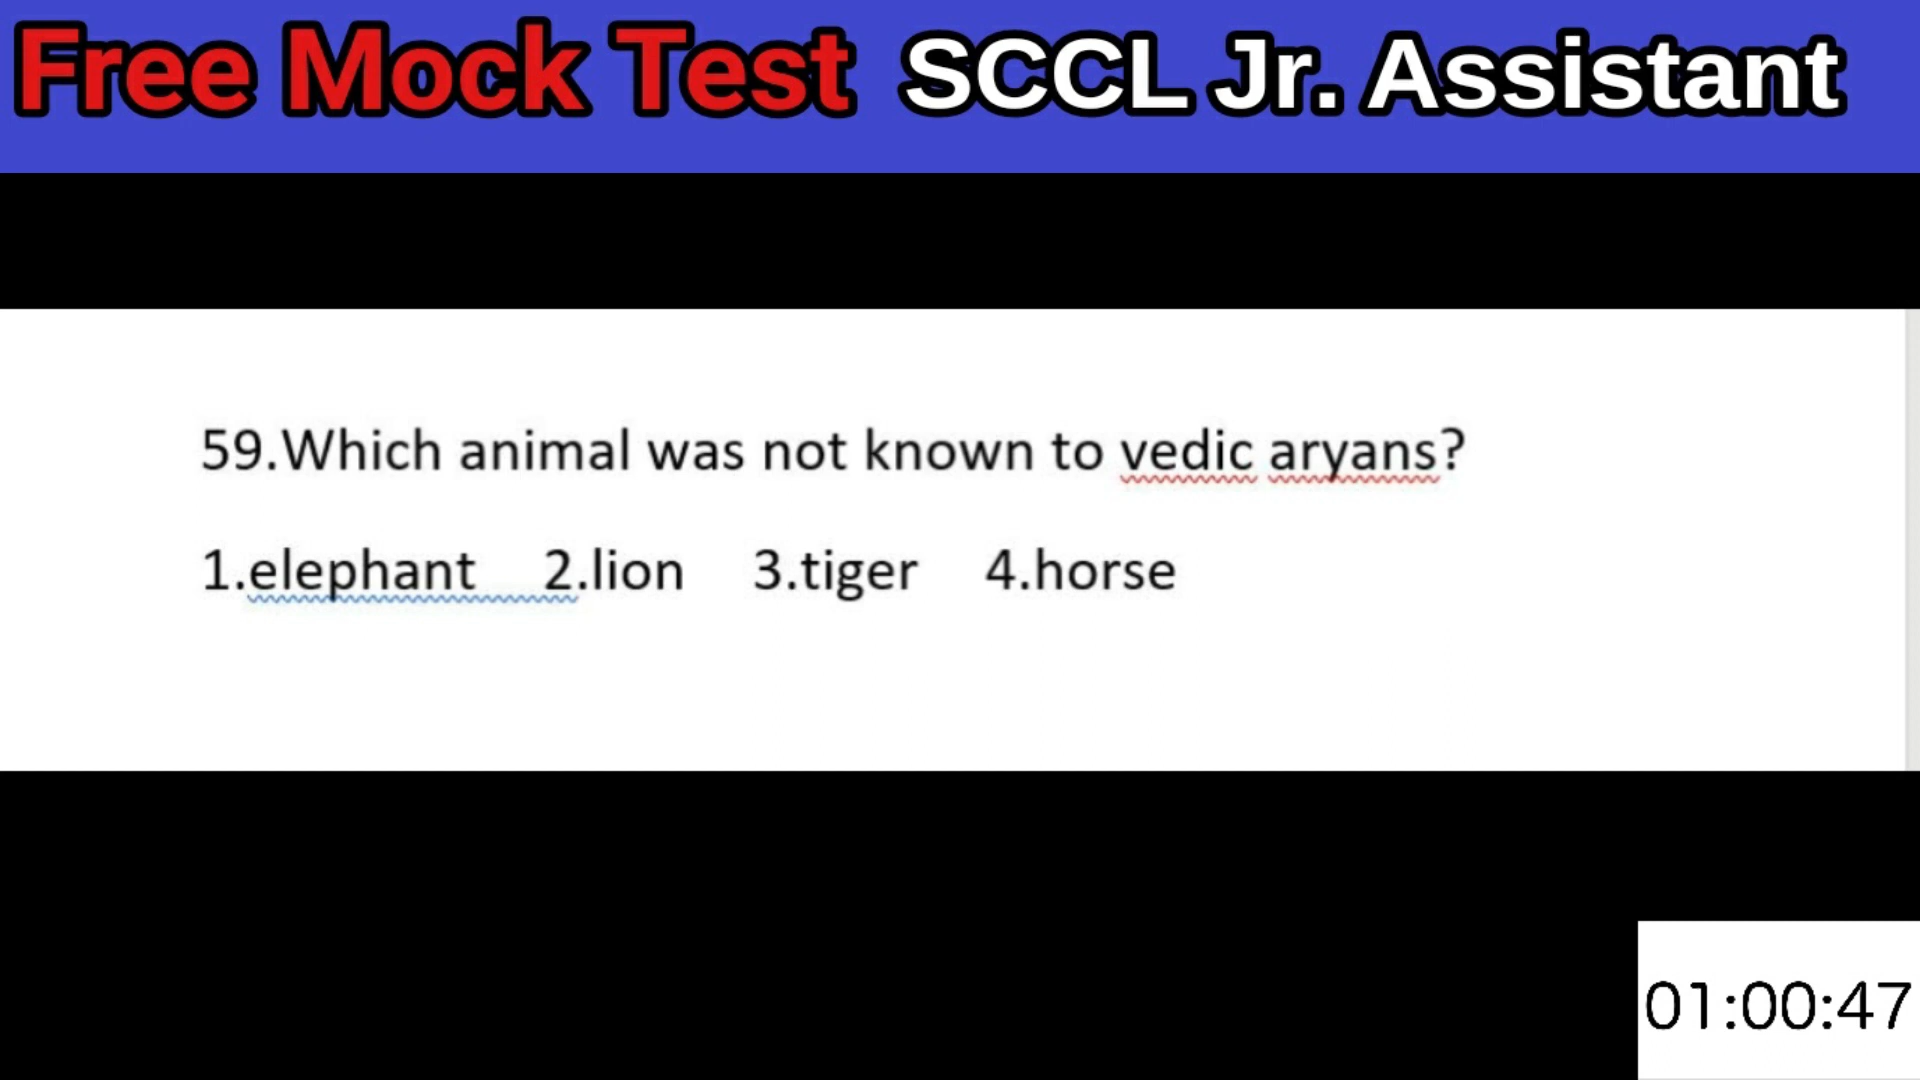 Free Mock Test SCCL Jr. Assistant
59.Which animal was not known to vedic aryans?
1.elephant 2.lion 3.tiger 4.horse
01:00:47